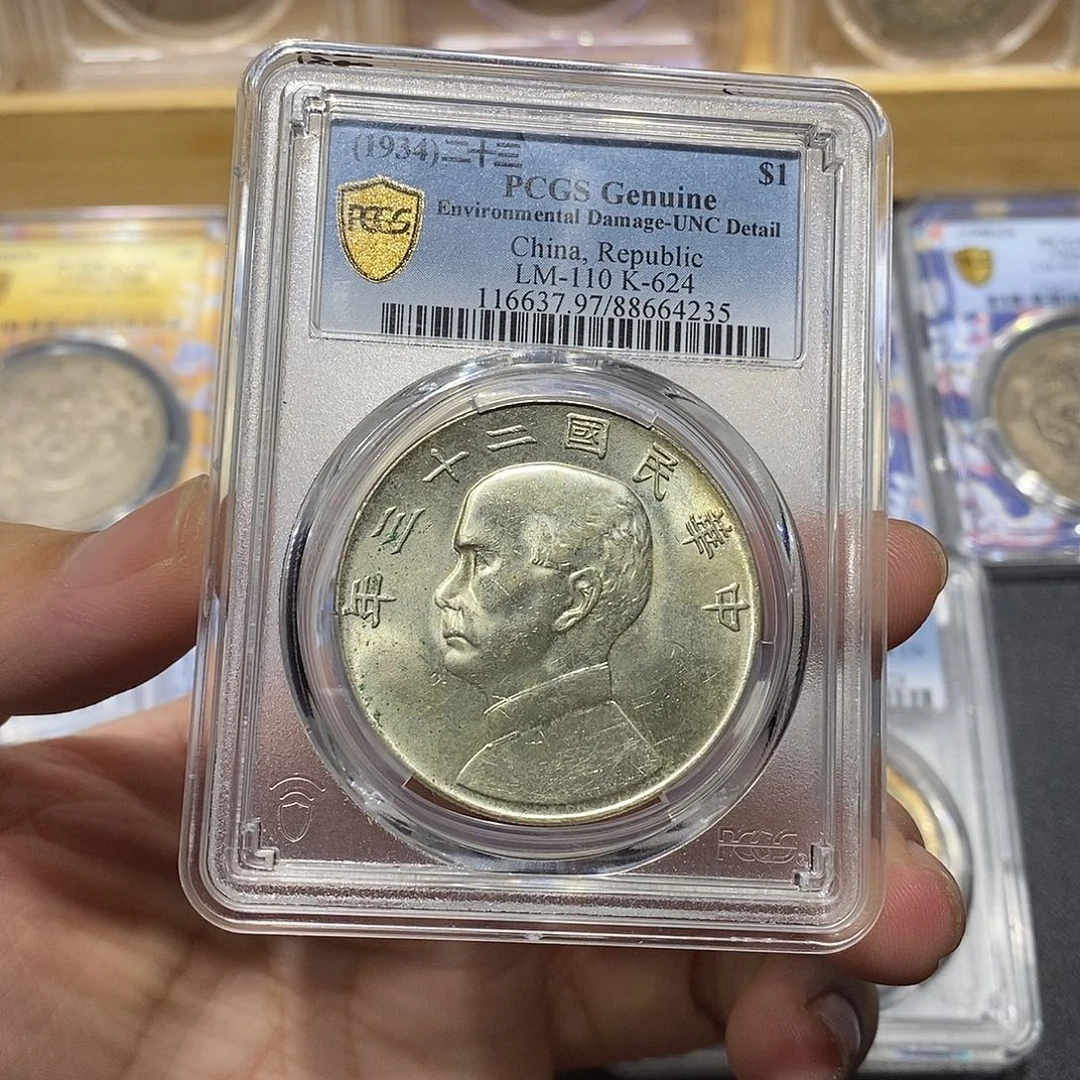 (1934)二十三
$1
PCGS Genuine
PCGS
Environmental Damage-UNC Detail
China, Republic
LM-110 K-624
116637.97/88664235
年三十二國民華中
PCGS